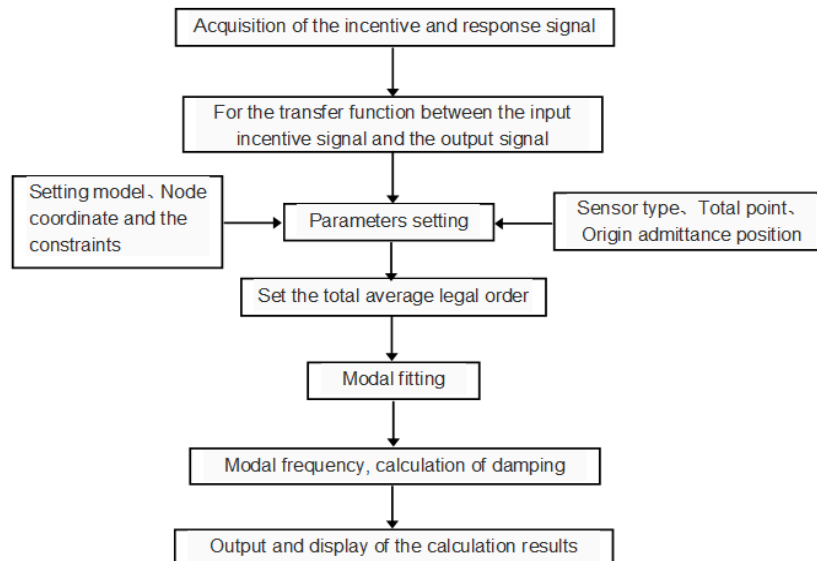 Acquisition of the incentive and response signal
For the transfer function between the input
incentive signal and the output signal
Setting model、Node
coordinate and the
constraints
Parameters setting
Sensor type、Total point、
Origin admittance position
Set the total average legal order
Modal fitting
Modal frequency, calculation of damping
Output and display of the calculation results